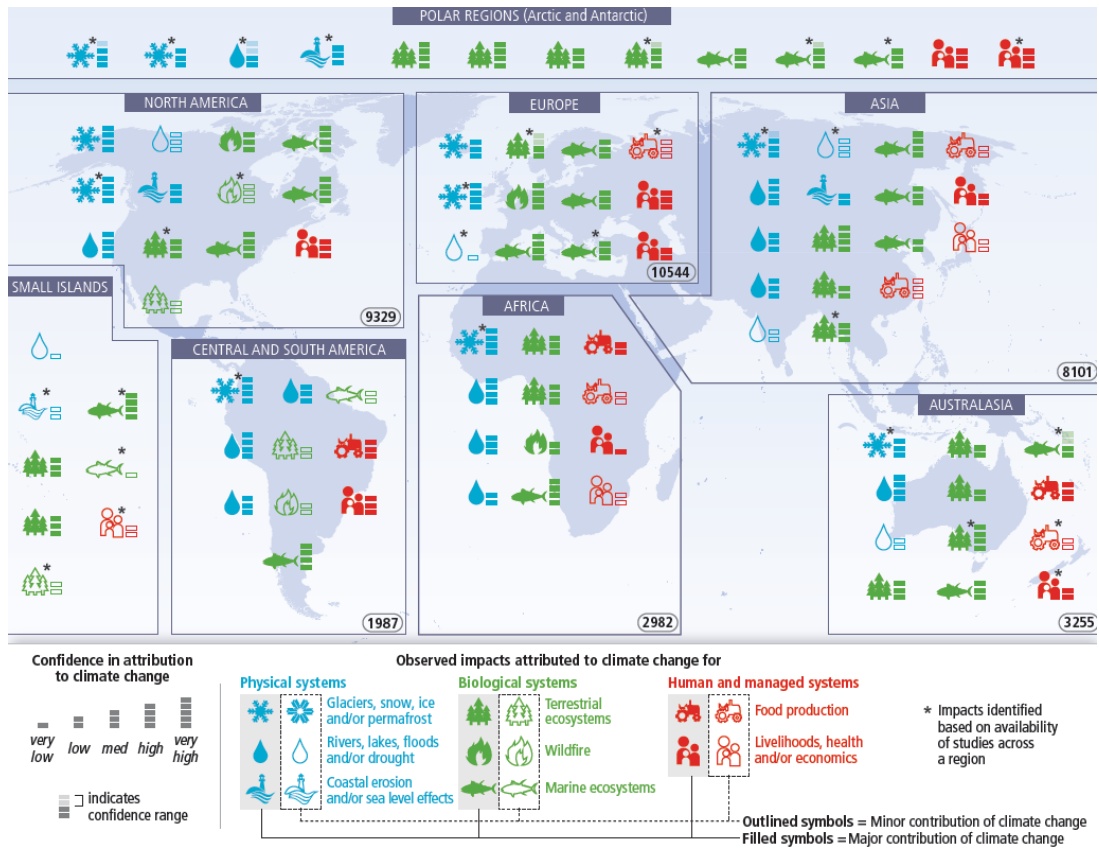 POLAR REGIONS (Arctic and Antarctic)
NORTH AMERICA
EUROPE
ASIA
10544
SMALL ISLANDS
9329
AFRICA
CENTRAL AND SOUTH AMERICA
8101
AUSTRALASIA
1987
2982
3255
Confidence in attribution
to climate change
very
low
low
med
high
very
high
indicates
confidence range
Observed impacts attributed to climate change for
Physical systems
Glaciers, snow, ice
and/or permafrost
Rivers, lakes, floods
and/or drought
Coastal erosion
and/or sea level effects
Biological systems
Terrestrial
ecosystems
Wildfire
Marine ecosystems
Human and managed systems
Food production
Livelihoods, health
and/or economics
* Impacts identified
based on availability
of studies across
a region
Outlined symbols = Minor contribution of climate change
Filled symbols = Major contribution of climate change